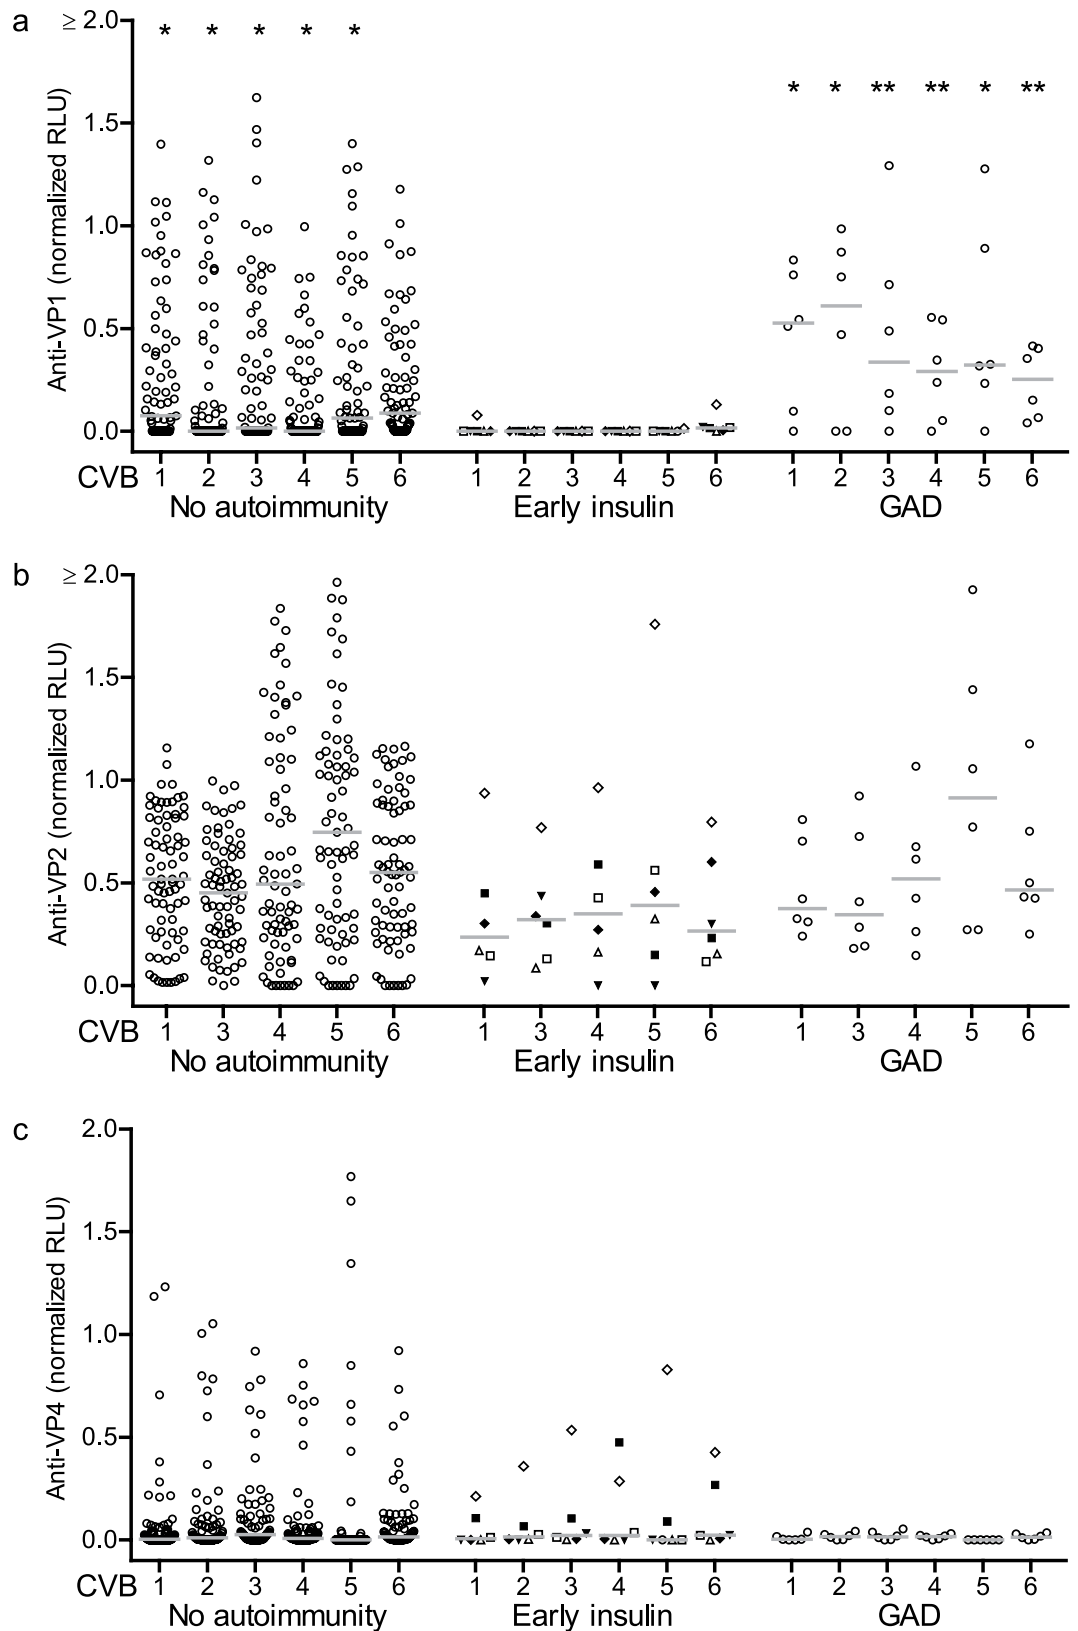 a
≥ 2.0
* * * * *
* * ** ** * **
1.5
1.0
0.5
0.0
Anti-VP1 (normalized RLU)
CVB 1 2 3 4 5 6 1 2 3 4 5 6 1 2 3 4 5 6
No autoimmunity Early insulin GAD
b
≥ 2.0
1.5
1.0
0.5
0.0
Anti-VP2 (normalized RLU)
CVB 1 3 4 5 6 1 3 4 5 6 1 3 4 5 6
No autoimmunity Early insulin GAD
c
2.0
1.5
1.0
0.5
0.0
Anti-VP4 (normalized RLU)
CVB 1 2 3 4 5 6 1 2 3 4 5 6 1 2 3 4 5 6
No autoimmunity Early insulin GAD